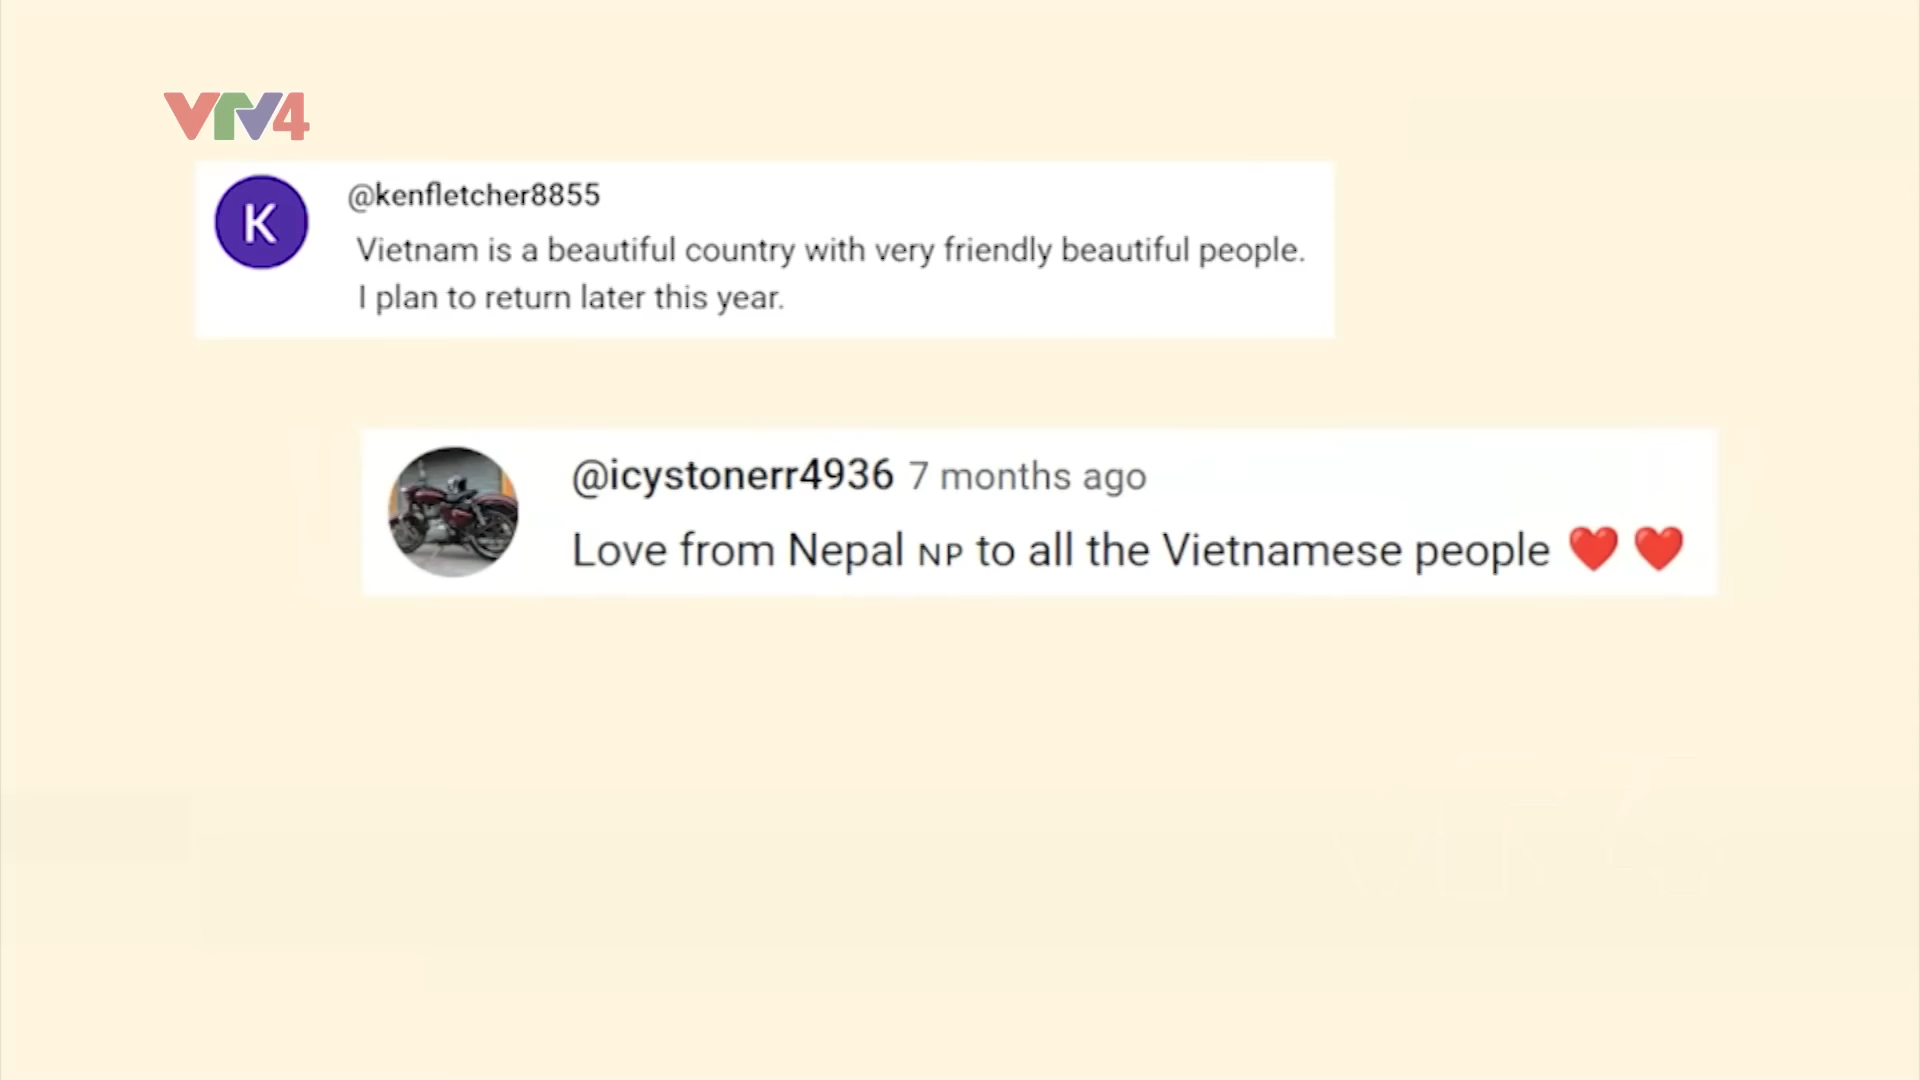 VTV4
K
@kenfletcher8855
Vietnam is a beautiful country with very friendly beautiful people.
I plan to return later this year.
@icystonerr4936 7 months ago
Love from Nepal NP to all the Vietnamese people ❤️ ❤️